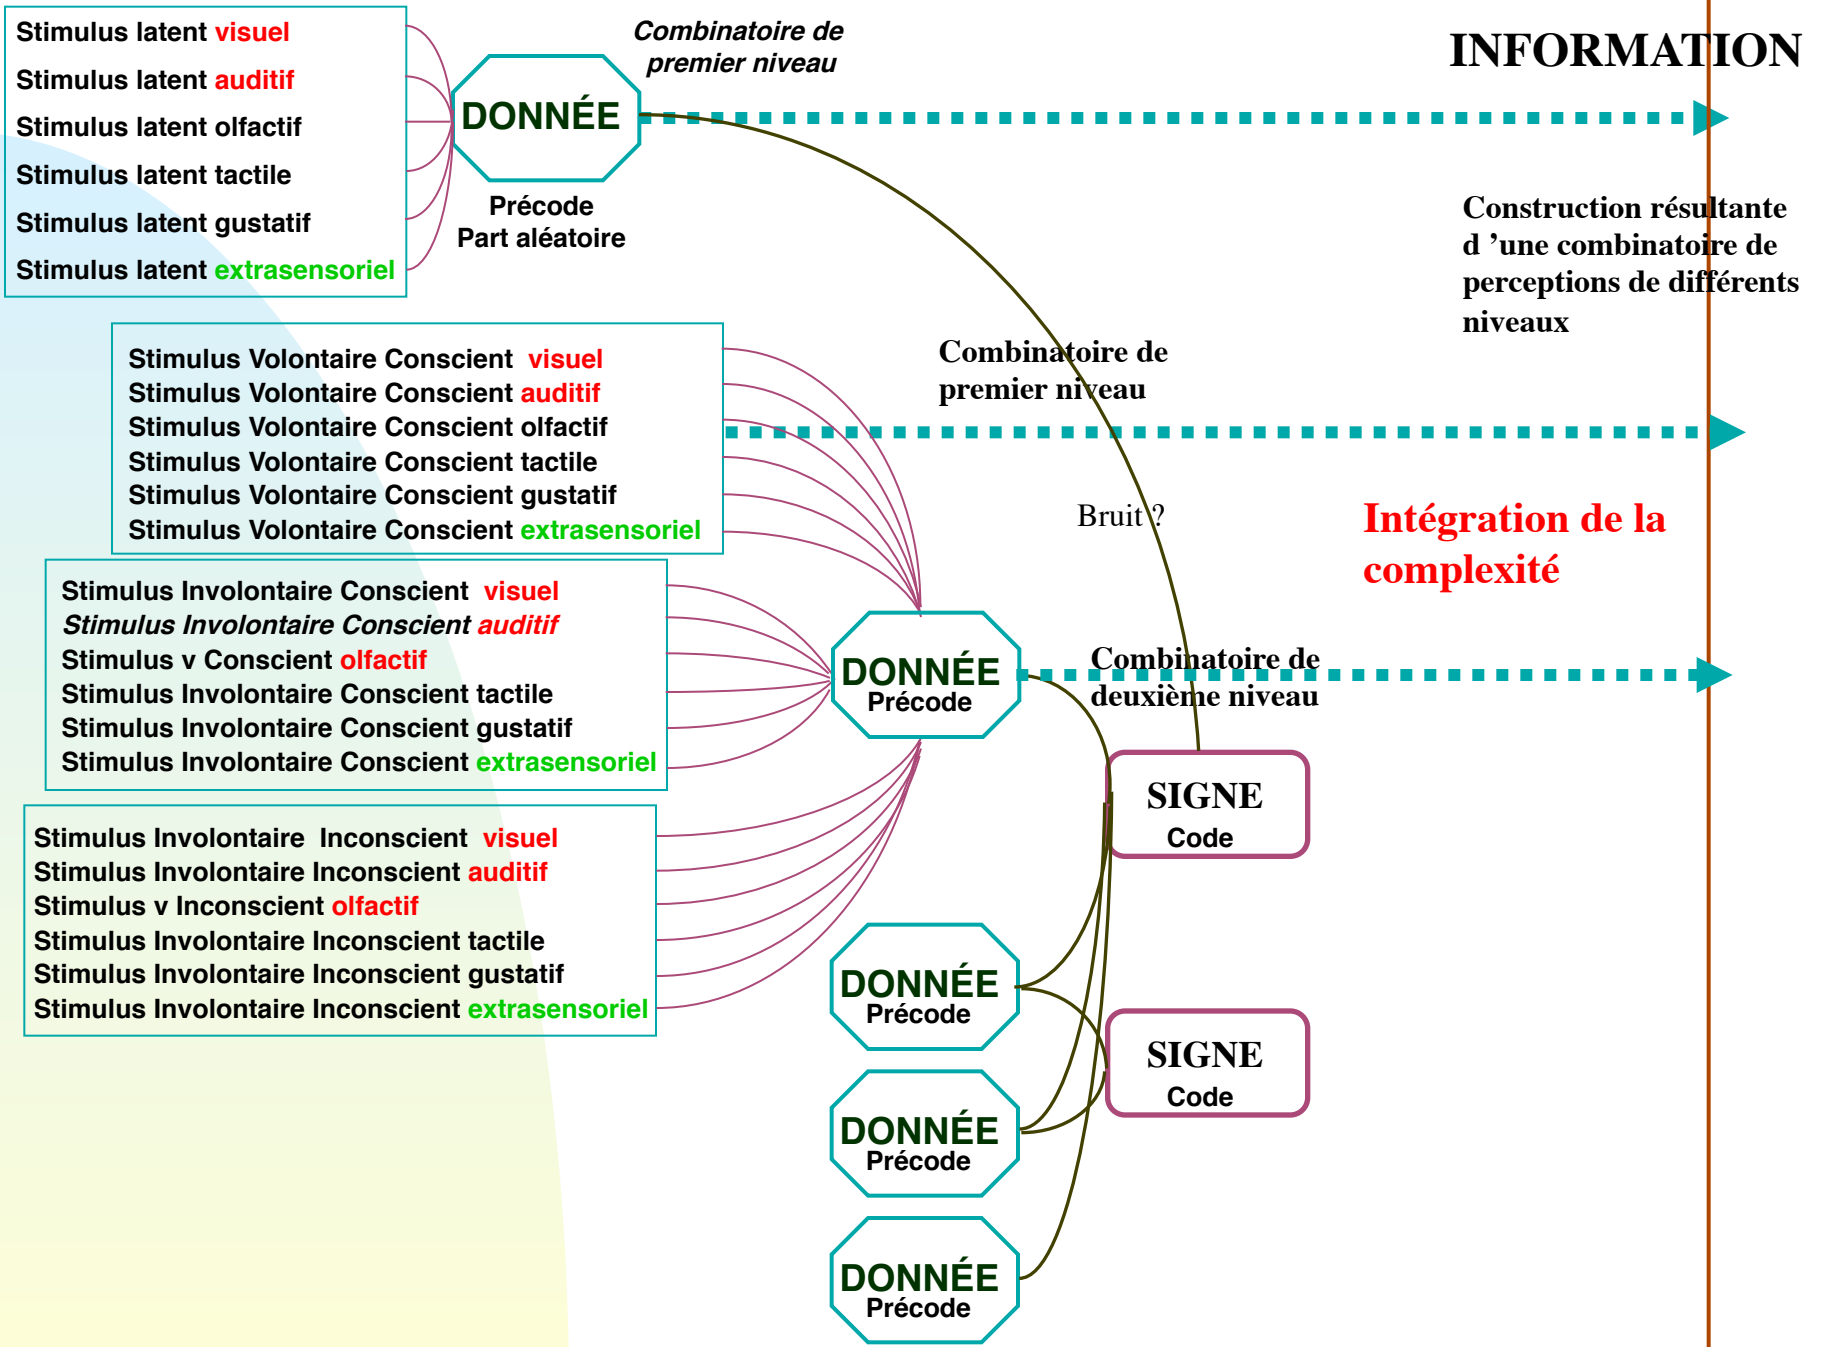 Stimulus latent visuel
Stimulus latent auditif
Stimulus latent olfactif
Stimulus latent tactile
Stimulus latent gustatif
Stimulus latent extrasensoriel
DONNÉE
Précode
Part aléatoire
Combinatoire de
premier niveau
INFORMATION
Construction résultante
d ’une combinatoire de
perceptions de différents
niveaux
Stimulus Volontaire Conscient visuel
Stimulus Volontaire Conscient auditif
Stimulus Volontaire Conscient olfactif
Stimulus Volontaire Conscient tactile
Stimulus Volontaire Conscient gustatif
Stimulus Volontaire Conscient extrasensoriel
Combinatoire de
premier niveau
Bruit ?
Intégration de la
complexité
Stimulus Involontaire Conscient visuel
Stimulus Involontaire Conscient auditif
Stimulus v Conscient olfactif
Stimulus Involontaire Conscient tactile
Stimulus Involontaire Conscient gustatif
Stimulus Involontaire Conscient extrasensoriel
DONNÉE
Précode
Combinatoire de
deuxième niveau
SIGNE
Code
Stimulus Involontaire Inconscient visuel
Stimulus Involontaire Inconscient auditif
Stimulus v Inconscient olfactif
Stimulus Involontaire Inconscient tactile
Stimulus Involontaire Inconscient gustatif
Stimulus Involontaire Inconscient extrasensoriel
DONNÉE
Précode
SIGNE
Code
DONNÉE
Précode
DONNÉE
Précode